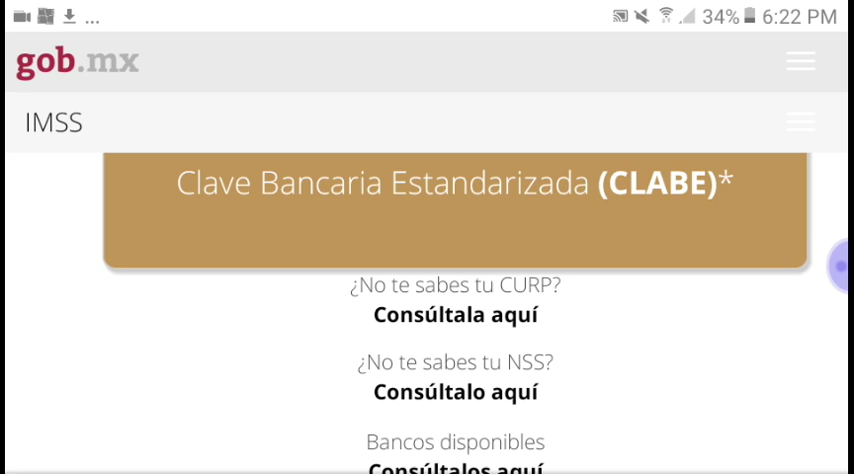 ... 34% 6:22 PM
gob.mx
IMSS
Clave Bancaria Estandarizada (CLABE)*
¿No te sabes tu CURP?
Consúltala aquí
¿No te sabes tu NSS?
Consúltalo aquí
Bancos disponibles
Consúltalos aquí